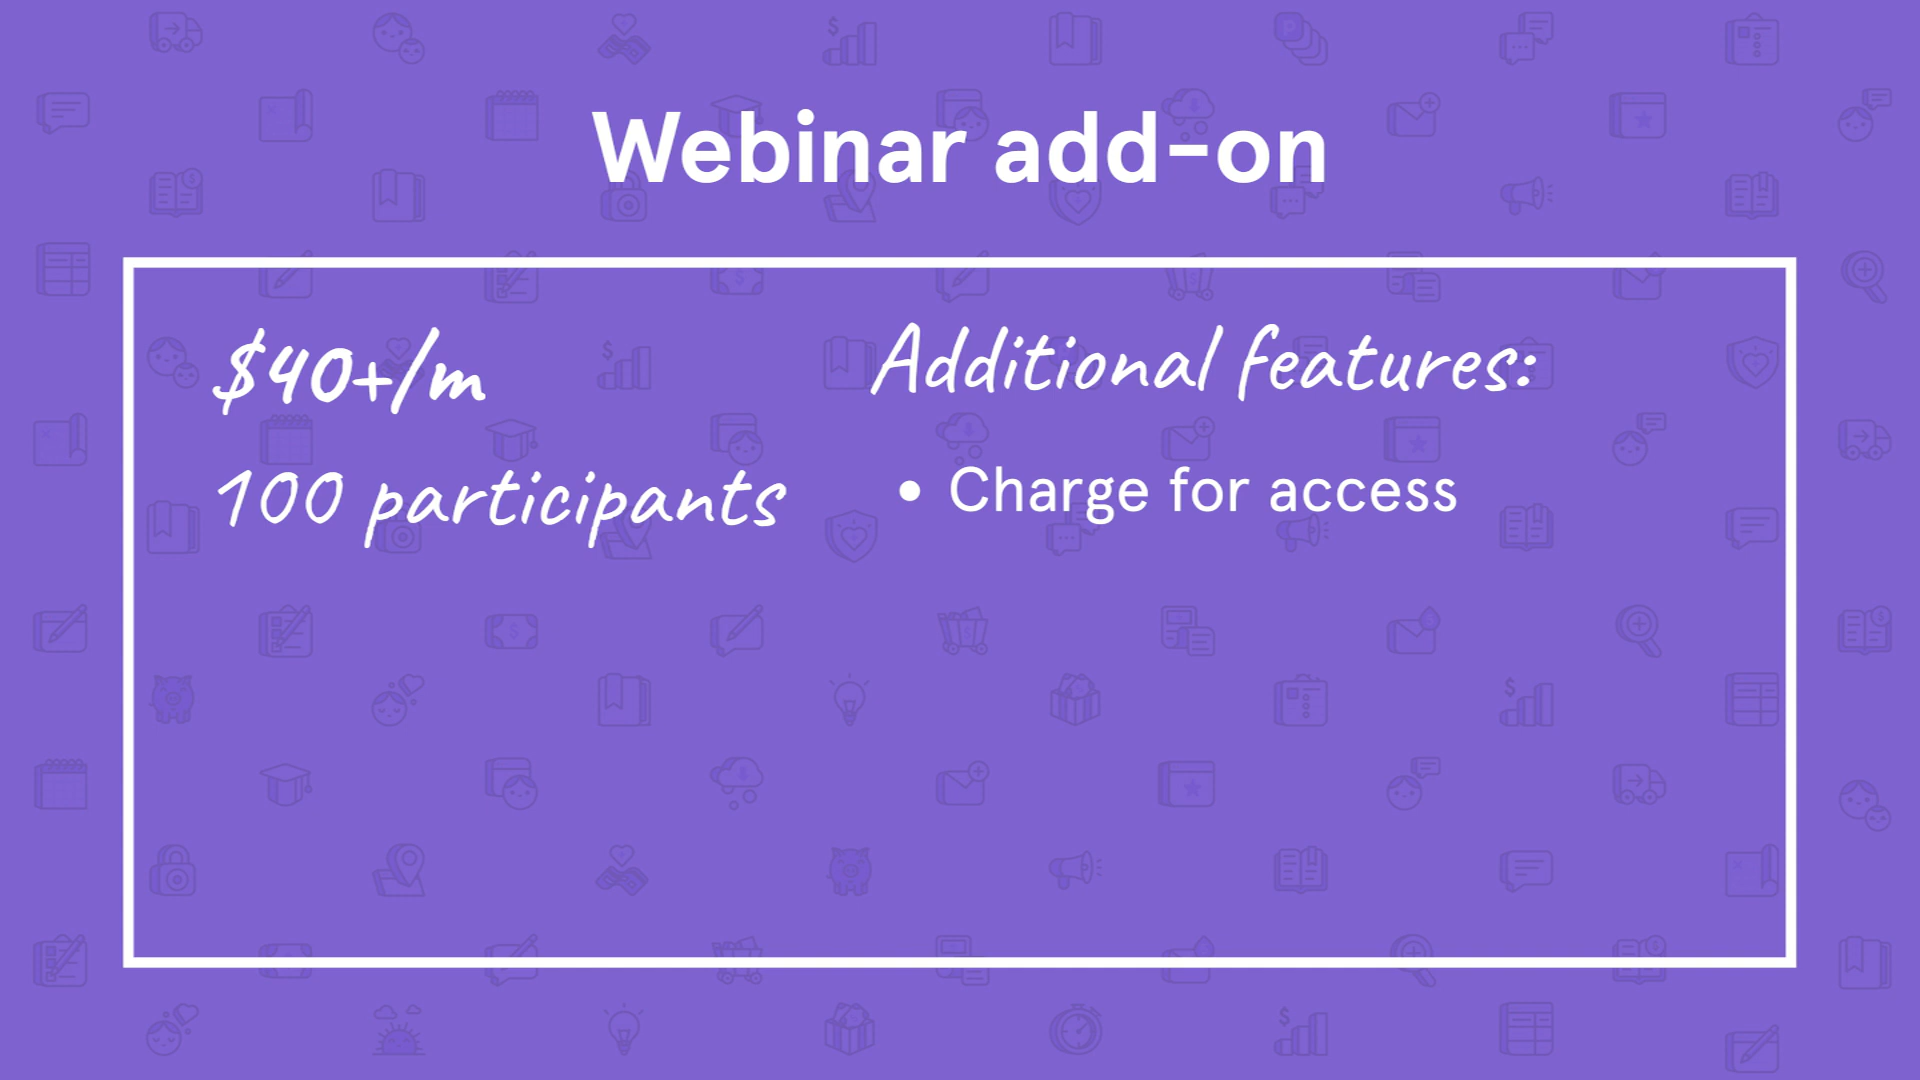 Webinar add-on
$40+/m
100 participants
Additional features:
• Charge for access